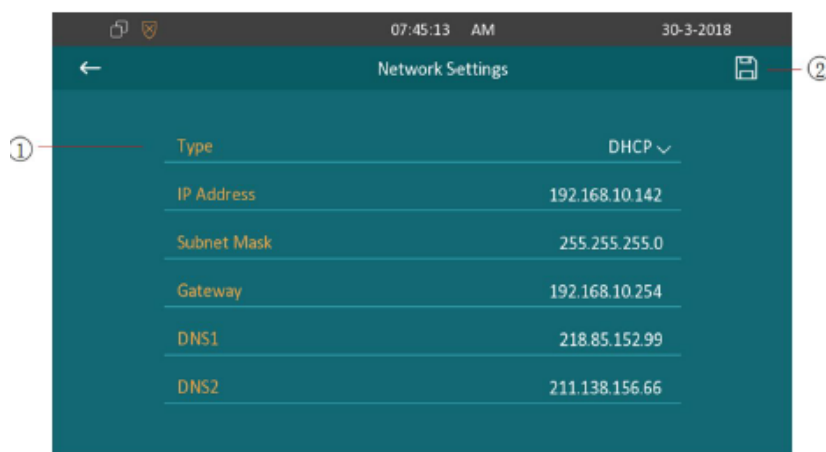 07:45:13 AM 30-3-2018
Network Settings
②
①
Type DHCP
IP Address 192.168.10.142
Subnet Mask 255.255.255.0
Gateway 192.168.10.254
DNS1 218.85.152.99
DNS2 211.138.156.66